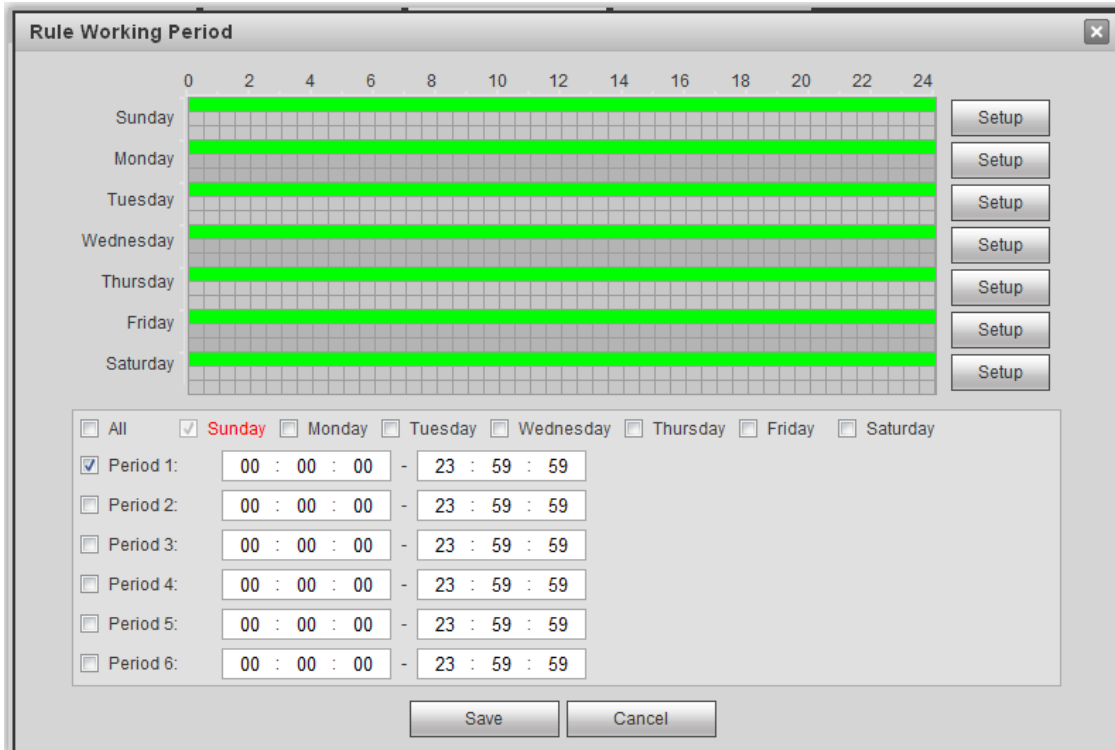 Rule Working Period
0 2 4 6 8 10 12 14 16 18 20 22 24
Sunday Setup
Monday Setup
Tuesday Setup
Wednesday Setup
Thursday Setup
Friday Setup
Saturday Setup
All Sunday Monday Tuesday Wednesday Thursday Friday Saturday
Period 1: 00 : 00 : 00 - 23 : 59 : 59
Period 2: 00 : 00 : 00 - 23 : 59 : 59
Period 3: 00 : 00 : 00 - 23 : 59 : 59
Period 4: 00 : 00 : 00 - 23 : 59 : 59
Period 5: 00 : 00 : 00 - 23 : 59 : 59
Period 6: 00 : 00 : 00 - 23 : 59 : 59
Save Cancel